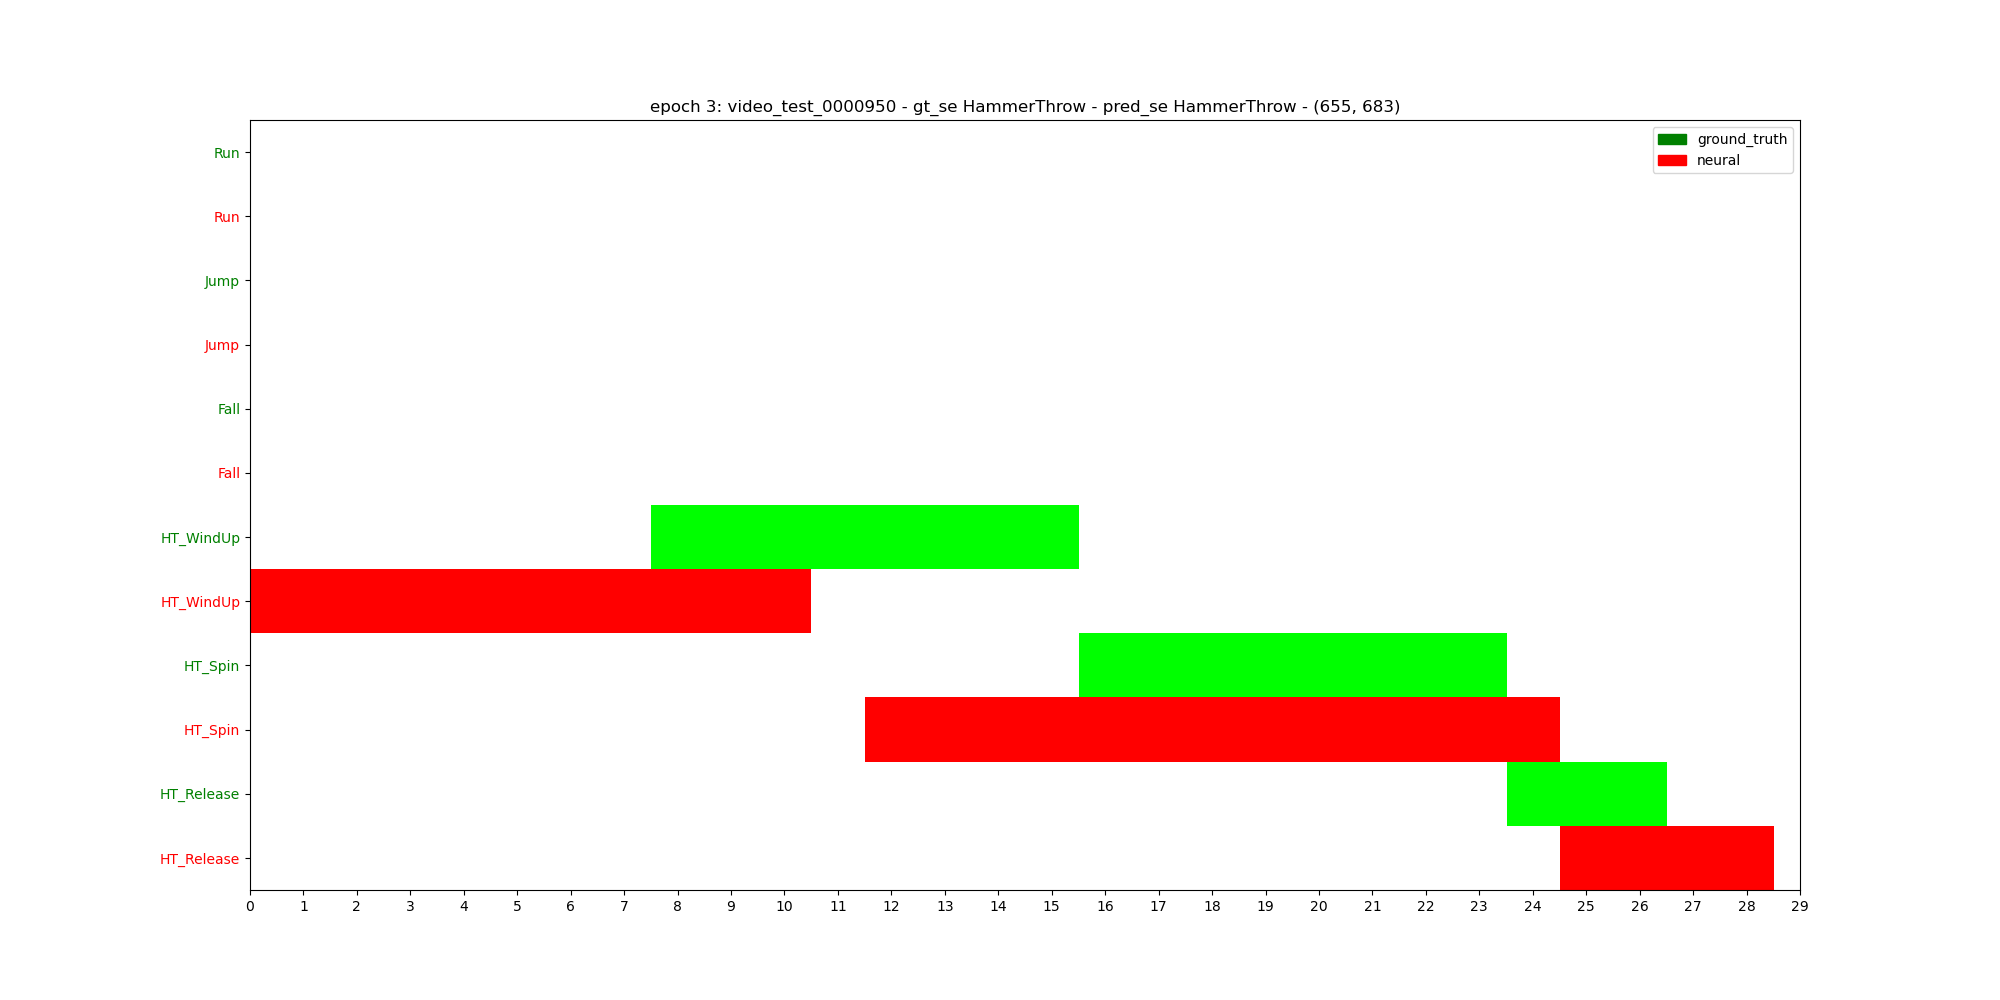 epoch 3: video_test_0000950 - gt_se HammerThrow - pred_se HammerThrow - (655, 683)
ground_truth
neural
Run
Run
Jump
Jump
Fall
Fall
HT_WindUp
HT_WindUp
HT_Spin
HT_Spin
HT_Release
HT_Release
0 1 2 3 4 5 6 7 8 9 10 11 12 13 14 15 16 17 18 19 20 21 22 23 24 25 26 27 28 29